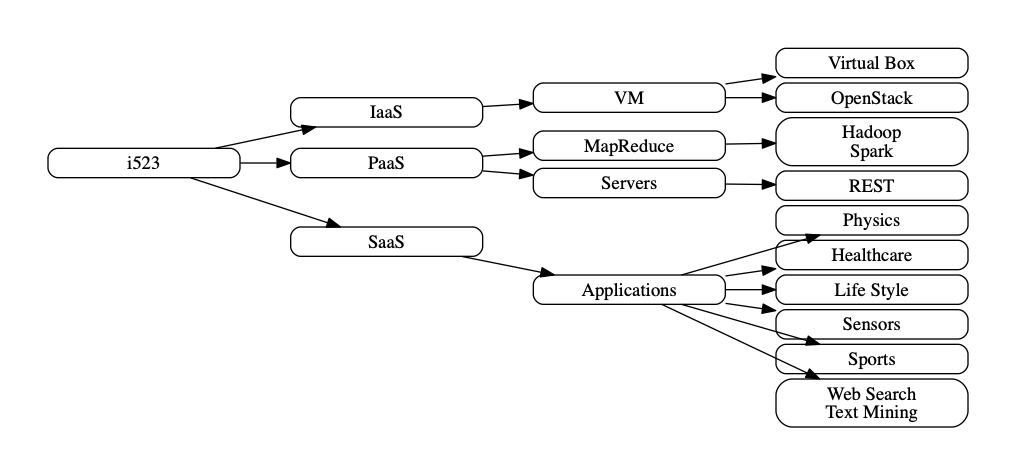 i523
IaaS
PaaS
SaaS
VM
MapReduce
Servers
Applications
Virtual Box
OpenStack
Hadoop
Spark
REST
Physics
Healthcare
Life Style
Sensors
Sports
Web Search
Text Mining